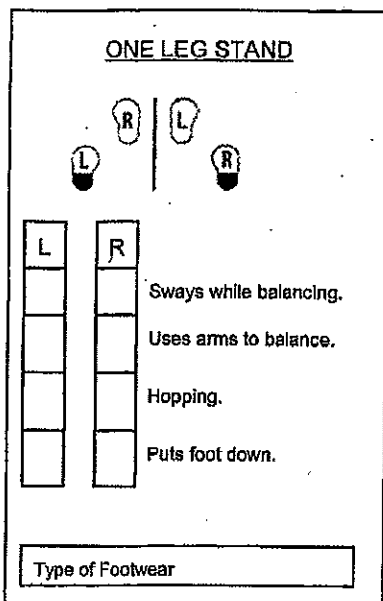 ONE LEG STAND
R L
L R
L R
Sways while balancing.
Uses arms to balance.
Hopping.
Puts foot down.
Type of Footwear